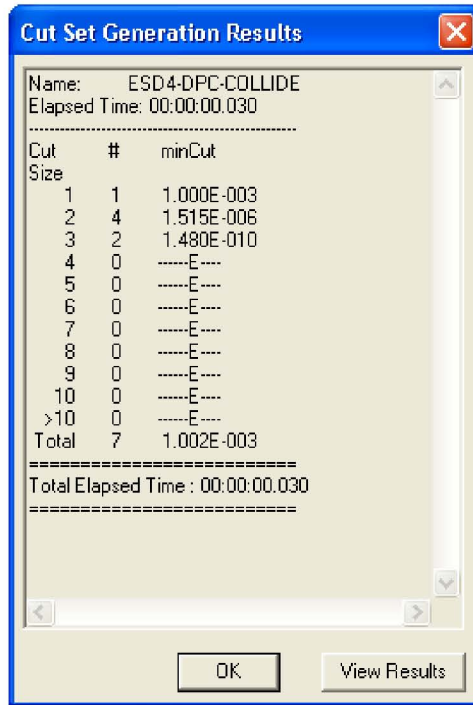 Cut Set Generation Results
Name: ESD4-DPC-COLLIDE
Elapsed Time: 00:00:00.030
--------------------------------------------------
Cut # minCut
Size
1 1 1.000E-003
2 4 1.515E-006
3 2 1.480E-010
4 0 ------E----
5 0 ------E----
6 0 ------E----
7 0 ------E----
8 0 ------E----
9 0 ------E----
10 0 ------E----
>10 0 ------E----
Total 7 1.002E-003
===========================
Total Elapsed Time : 00:00:00.030
===========================
OK View Results